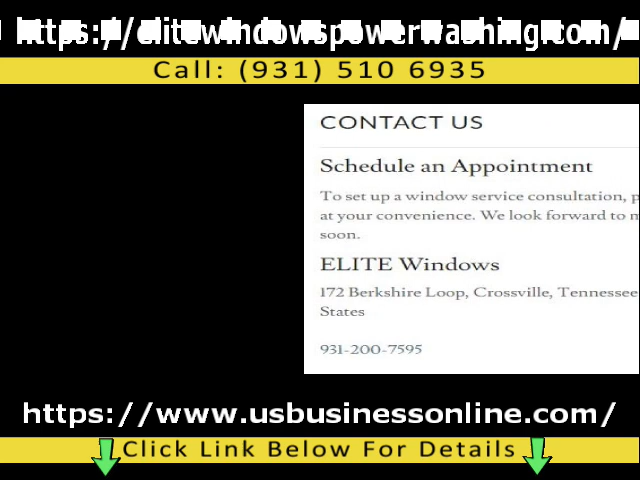 https://elitewindowspowerwashing.com/
Call: (931) 510 6935
CONTACT US
Schedule an Appointment
To set up a window service consultation, p
at your convenience. We look forward to m
soon.
ELITE Windows
172 Berkshire Loop, Crossville, Tennessee
States
931-200-7595
https://www.usbusinessonline.com/
Click Link Below For Details